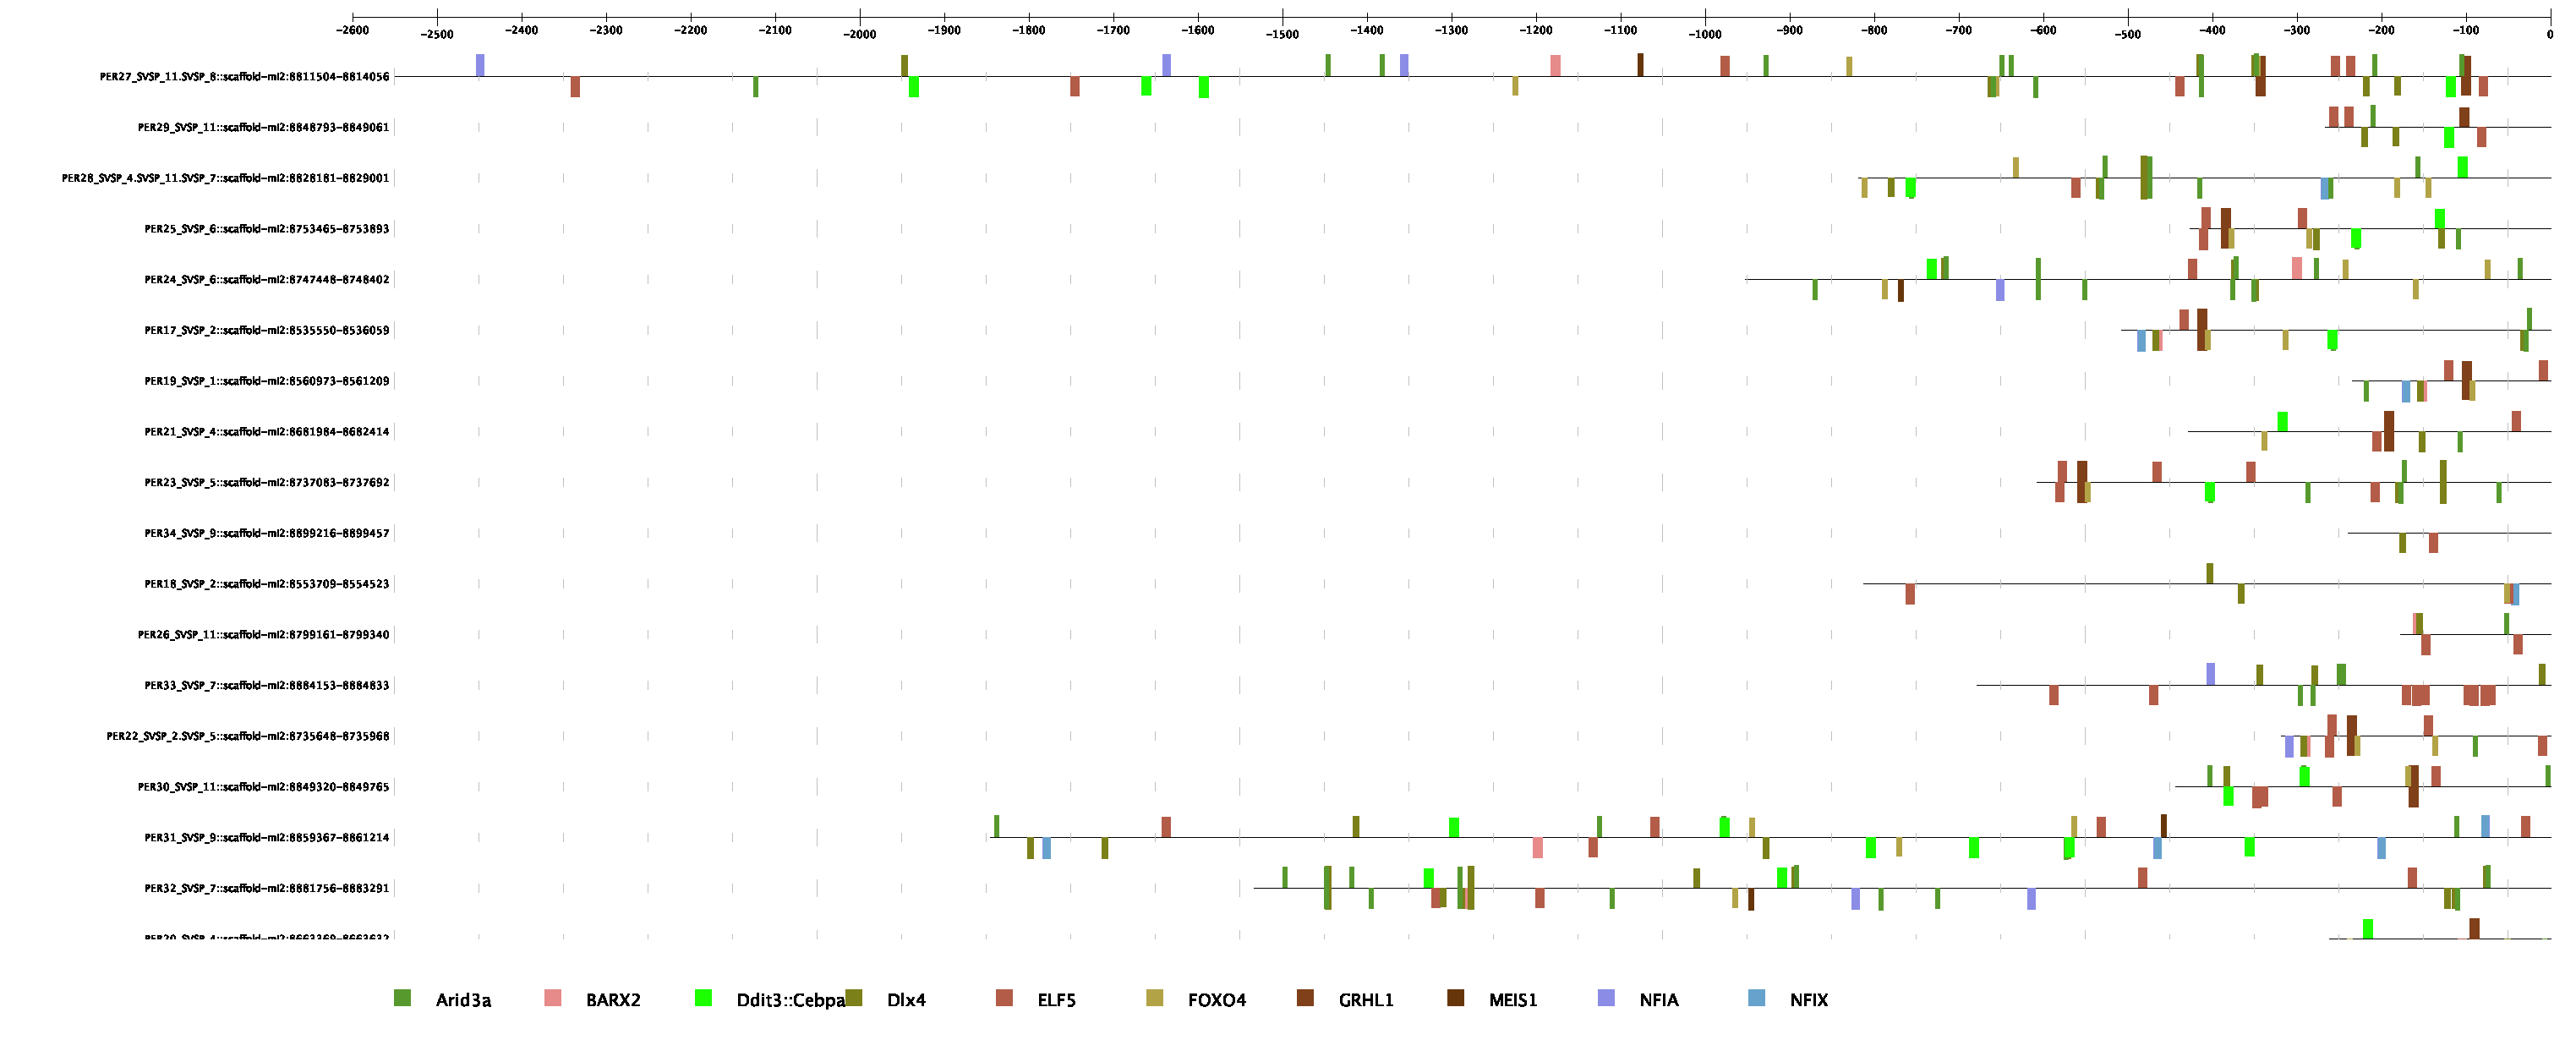 -2600 -2500 -2400 -2300 -2200 -2100 -2000 -1900 -1800 -1700 -1600 -1500 -1400 -1300 -1200 -1100 -1000 -900 -800 -700 -600 -500 -400 -300 -200 -100 0
PER27_SVSP_11.SVSP_8::scaffold-mi2:8811504-8814056
PER29_SVSP_11::scaffold-mi2:8848793-8849061
PER28_SVSP_4.SVSP_11.SVSP_7::scaffold-mi2:8828181-8829001
PER25_SVSP_6::scaffold-mi2:8753465-8753893
PER24_SVSP_6::scaffold-mi2:8747448-8748402
PER17_SVSP_2::scaffold-mi2:8535550-8536059
PER19_SVSP_1::scaffold-mi2:8560973-8561209
PER21_SVSP_4::scaffold-mi2:8681984-8682414
PER23_SVSP_5::scaffold-mi2:8737083-8737692
PER34_SVSP_9::scaffold-mi2:8899216-8899457
PER18_SVSP_2::scaffold-mi2:8553709-8554523
PER26_SVSP_11::scaffold-mi2:8799161-8799340
PER33_SVSP_7::scaffold-mi2:8884153-8884833
PER22_SVSP_2.SVSP_5::scaffold-mi2:8735648-8735968
PER30_SVSP_11::scaffold-mi2:8849320-8849765
PER31_SVSP_9::scaffold-mi2:8859367-8861214
PER32_SVSP_7::scaffold-mi2:8881756-8883291
PER20_SVSP_4::scaffold-mi2:8663369-8663632
Arid3a BARX2 Ddit3::Cebpa Dlx4 ELF5 FOXO4 GRHL1 MEIS1 NFIA NFIX